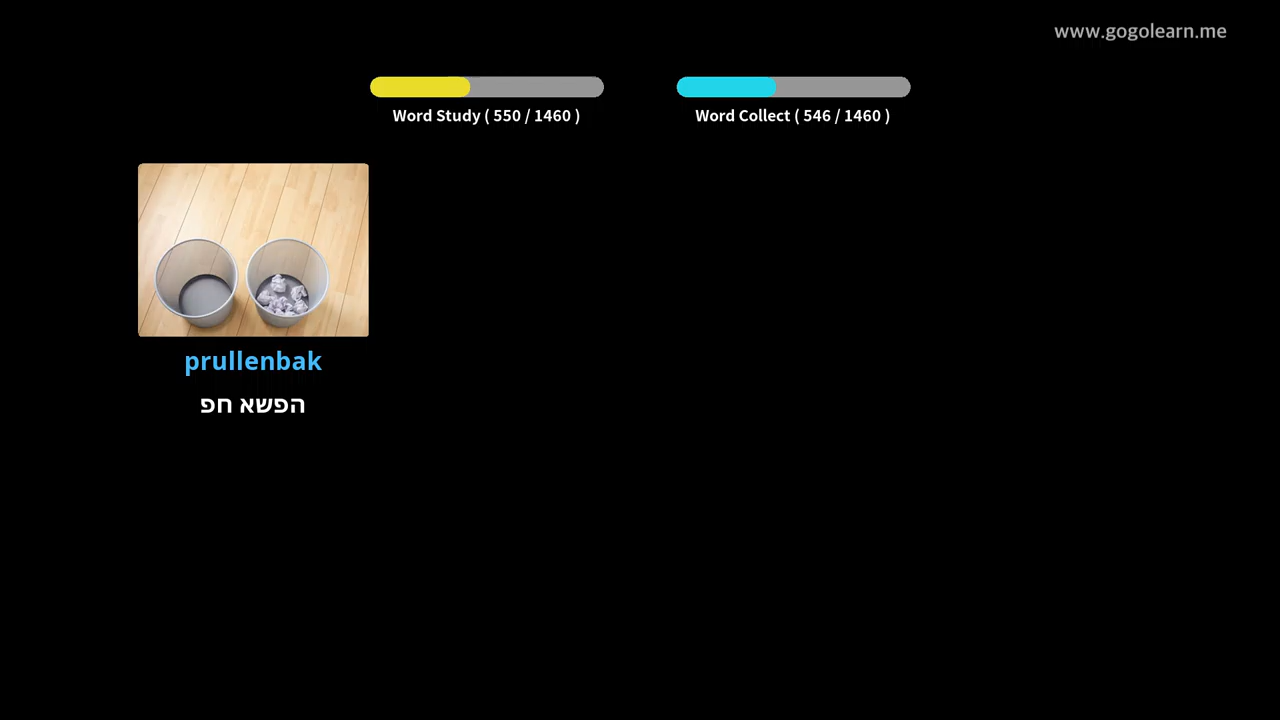 www.gogolearn.me
Word Study ( 550 / 1460 )
Word Collect ( 546 / 1460 )
prullenbak
הפשא חפ